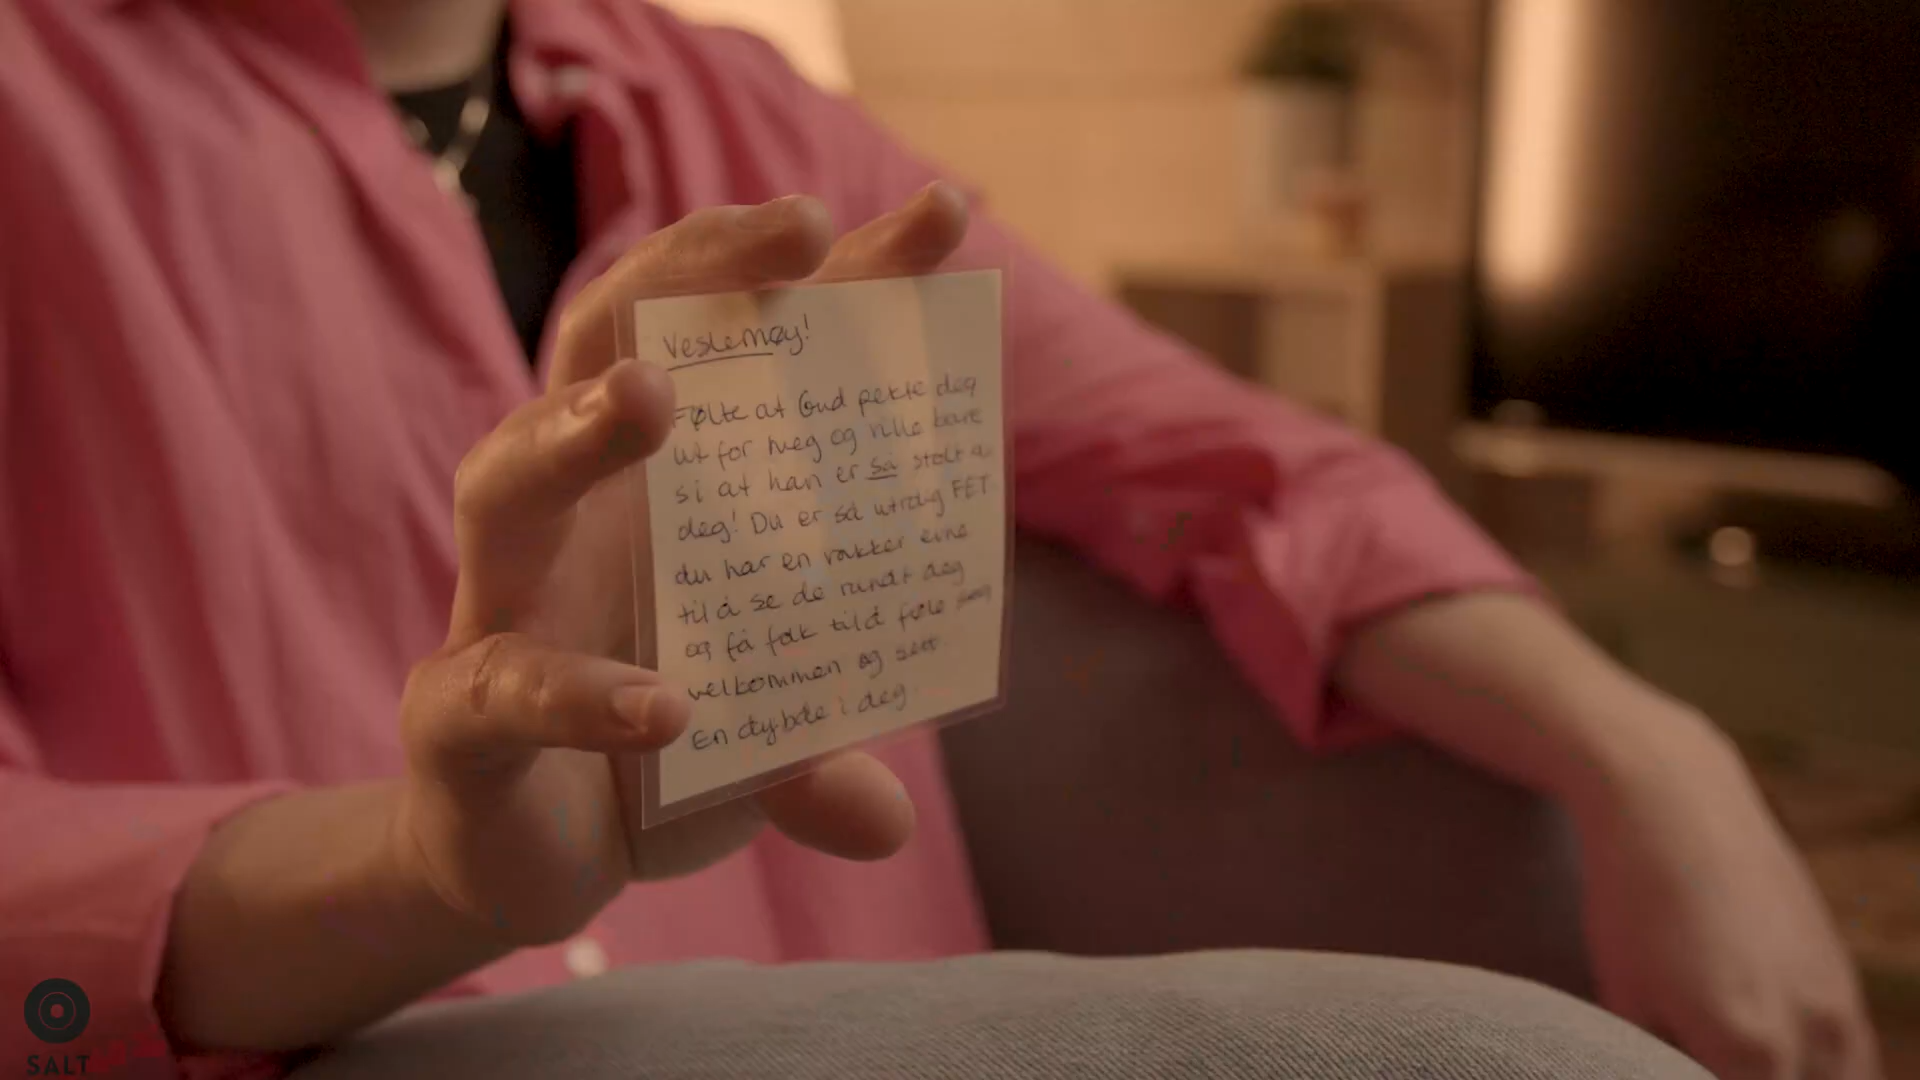 Veslemøy!
Følte at Gud pekte deg
ut for meg og ville bare
si at han er så stolt a
deg! Du er så utrolig FET
du har en vakker evne
til å se de rundt deg
og få folk til å føle seg
velkommen og sett
En dybde i deg.
SALT